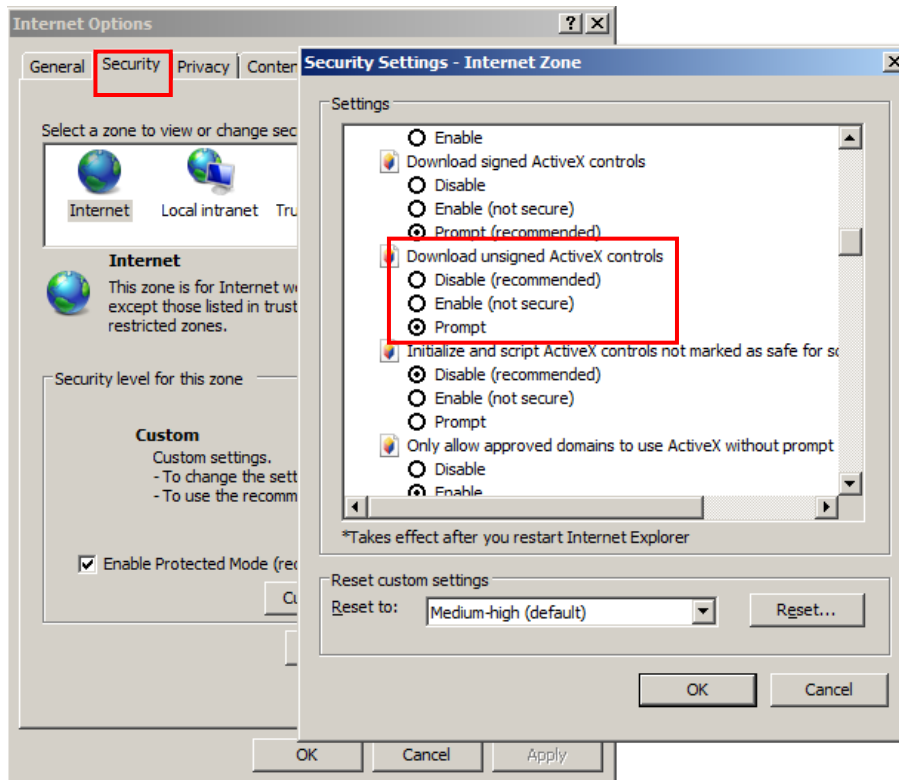 Internet Options
General Security Privacy Conten
Select a zone to view or change sec
Internet Local intranet Tru
Internet
This zone is for Internet we
except those listed in trust
restricted zones.
Security level for this zone
Custom
Custom settings.
- To change the sett
- To use the recomm
Enable Protected Mode (rec
Cu
OK Cancel Apply
Security Settings - Internet Zone
Settings
Enable
Download signed ActiveX controls
Disable
Enable (not secure)
Prompt (recommended)
Download unsigned ActiveX controls
Disable (recommended)
Enable (not secure)
Prompt
Initialize and script ActiveX controls not marked as safe for sc
Disable (recommended)
Enable (not secure)
Prompt
Only allow approved domains to use ActiveX without prompt
Disable
Enable
*Takes effect after you restart Internet Explorer
Reset custom settings
Reset to: Medium-high (default) Reset...
OK Cancel